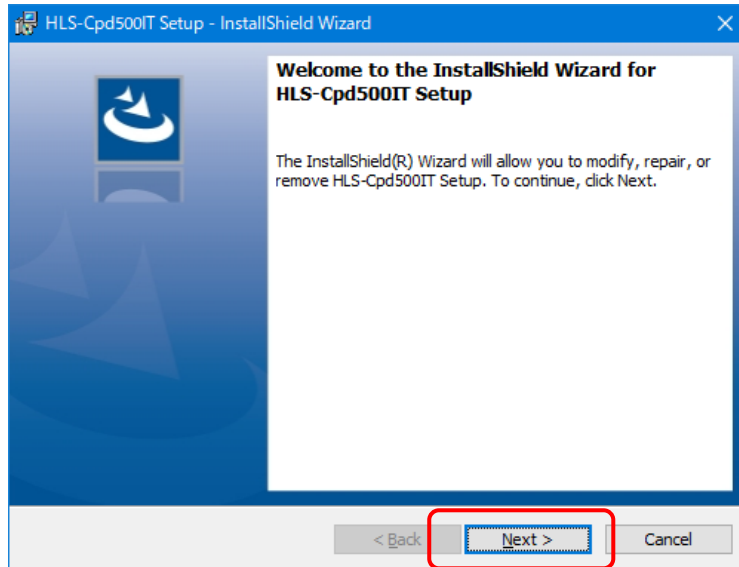 HLS-Cpd500IT Setup - InstallShield Wizard
Welcome to the InstallShield Wizard for
HLS-Cpd500IT Setup
The InstallShield(R) Wizard will allow you to modify, repair, or
remove HLS-Cpd500IT Setup. To continue, click Next.
< Back
Next >
Cancel